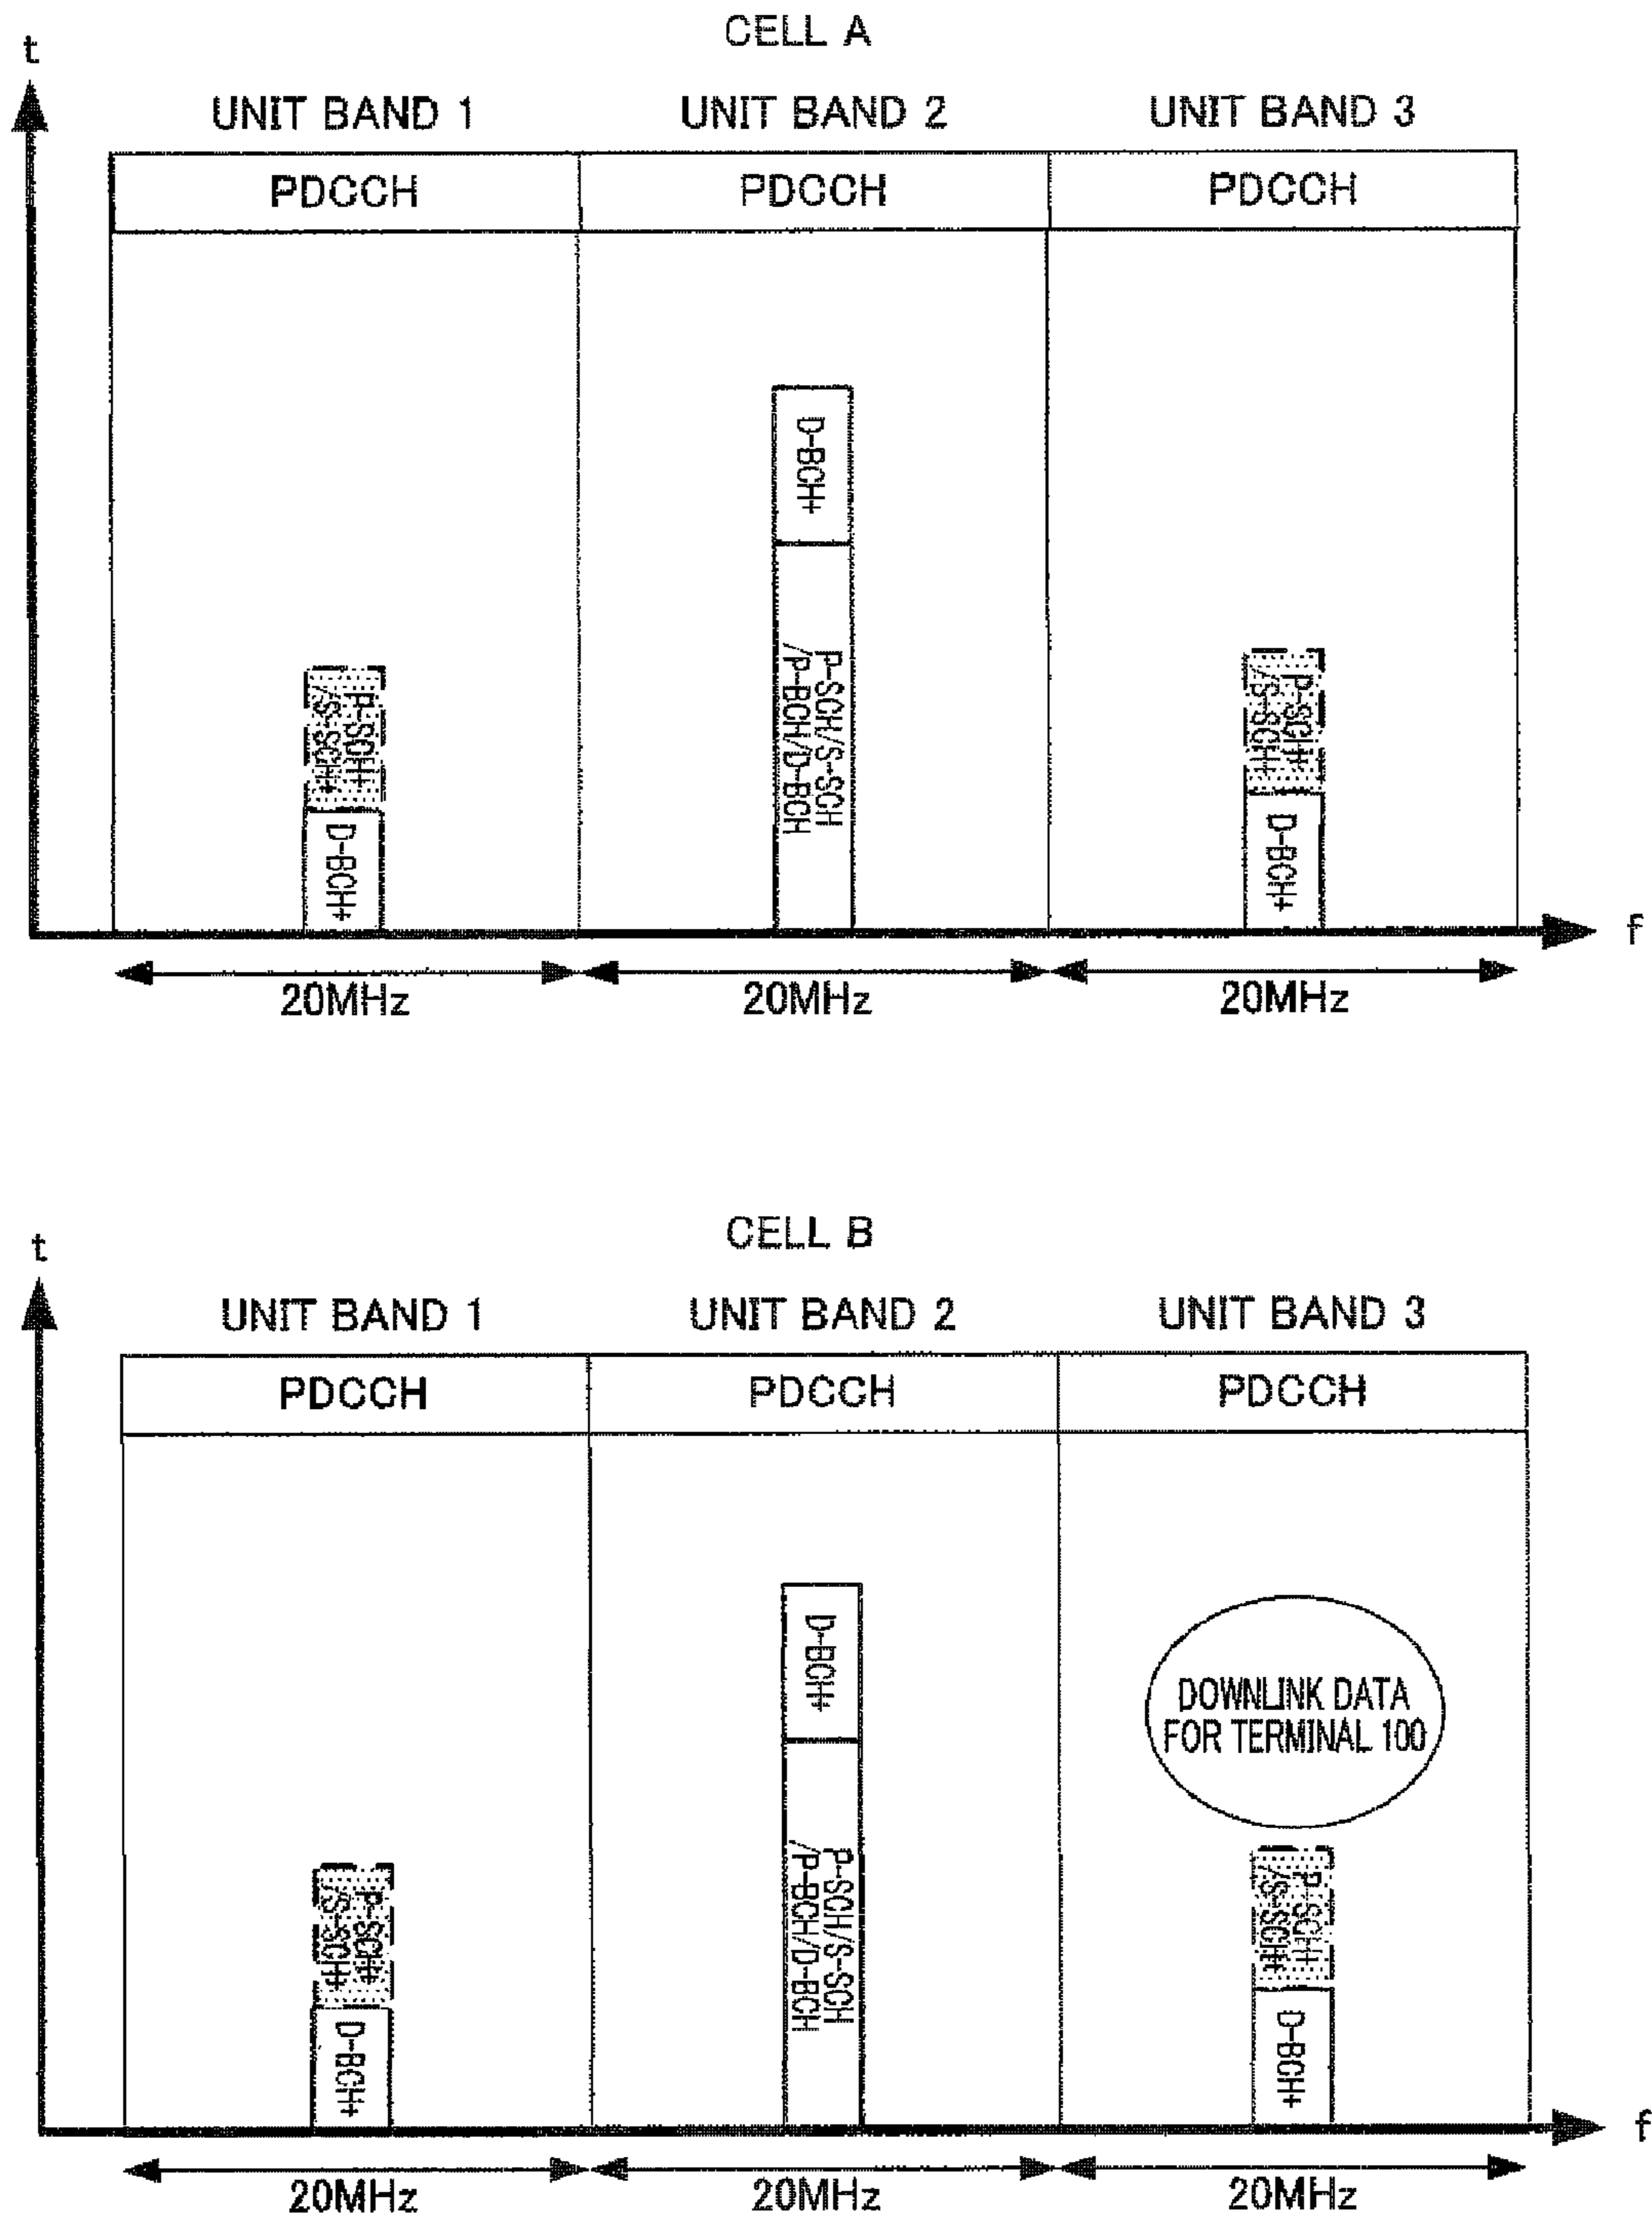 CELL A
t
UNIT BAND 1
UNIT BAND 2
UNIT BAND 3
PDCCH
PDCCH
PDCCH
P-SCH+
/S-SCH+
D-BCH+
D-BCH+
P-SCH/S-SCH
/P-BCH/D-BCH
P-SCH+
/S-SCH+
D-BCH+
f
20MHz
20MHz
20MHz
CELL B
t
UNIT BAND 1
UNIT BAND 2
UNIT BAND 3
PDCCH
PDCCH
PDCCH
P-SCH+
/S-SCH+
D-BCH+
D-BCH+
P-SCH/S-SCH
/P-BCH/D-BCH
DOWNLINK DATA
FOR TERMINAL 100
P-SCH+
/S-SCH+
D-BCH+
f
20MHz
20MHz
20MHz